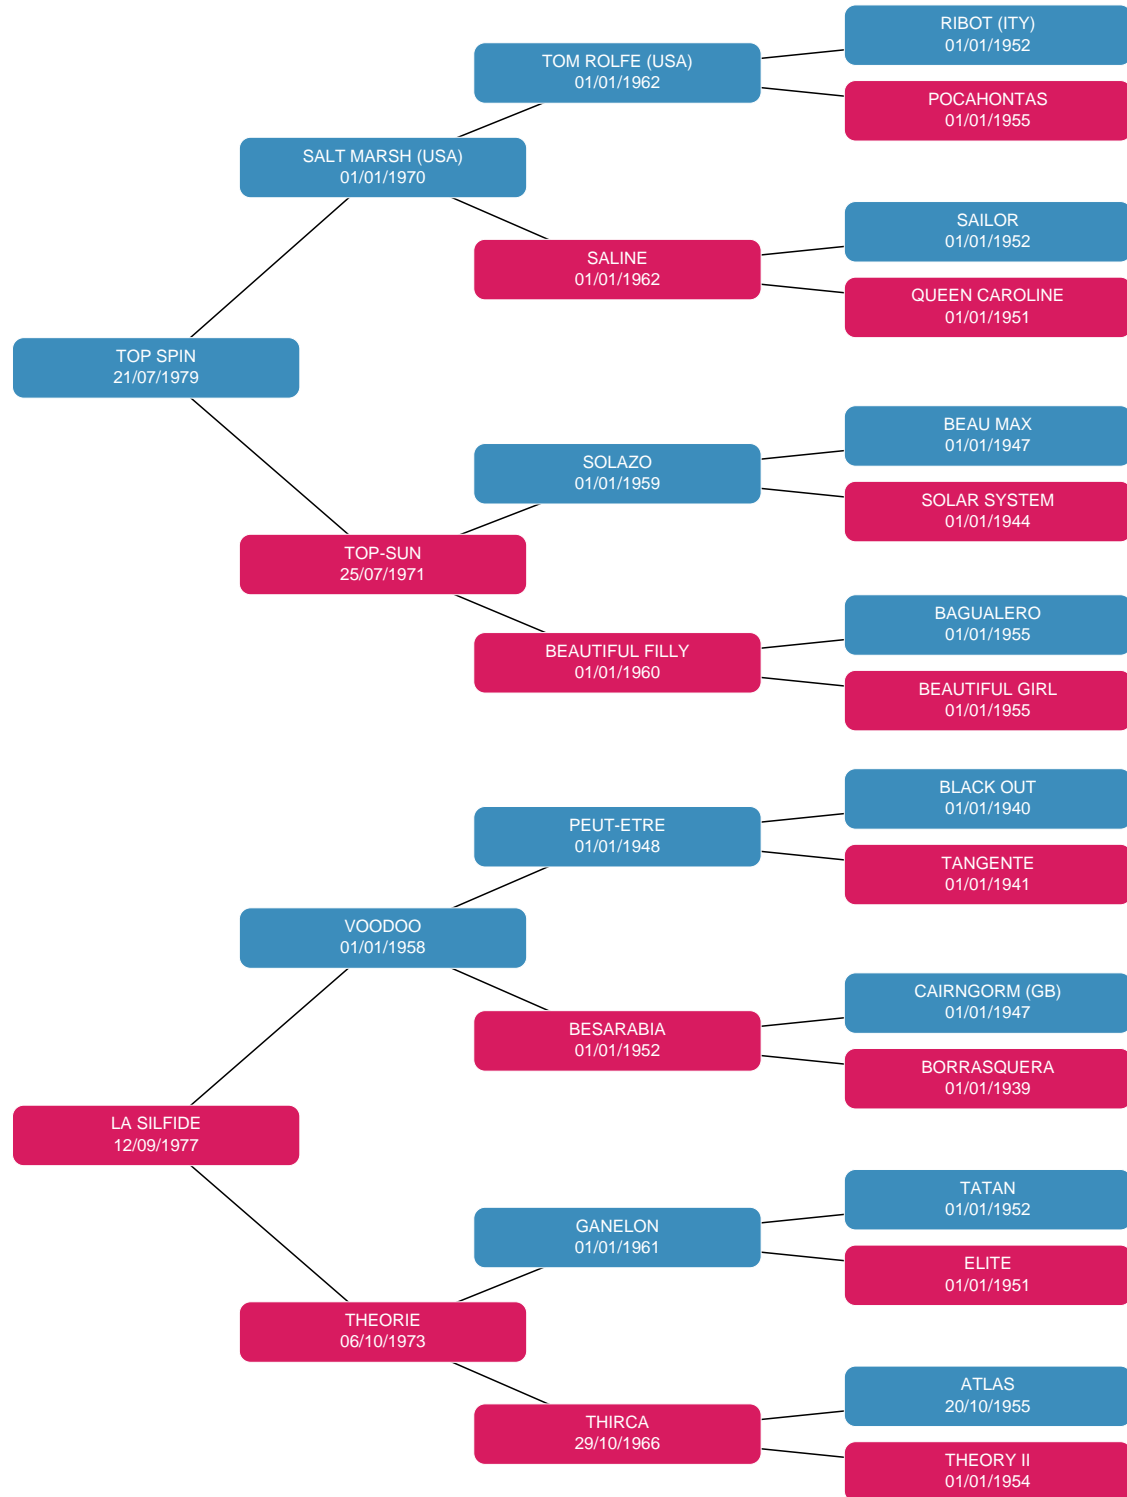 RIBOT (ITY)
01/01/1952
TOM ROLFE (USA)
01/01/1962
POCAHONTAS
01/01/1955
SALT MARSH (USA)
01/01/1970
SAILOR
01/01/1952
SALINE
01/01/1962
QUEEN CAROLINE
01/01/1951
TOP SPIN
21/07/1979
BEAU MAX
01/01/1947
SOLAZO
01/01/1959
SOLAR SYSTEM
01/01/1944
TOP-SUN
25/07/1971
BAGUALERO
01/01/1955
BEAUTIFUL FILLY
01/01/1960
BEAUTIFUL GIRL
01/01/1955
BLACK OUT
01/01/1940
PEUT-ETRE
01/01/1948
TANGENTE
01/01/1941
VOODOO
01/01/1958
CAIRNGORM (GB)
01/01/1947
BESARABIA
01/01/1952
BORRASQUERA
01/01/1939
LA SILFIDE
12/09/1977
TATAN
01/01/1952
GANELON
01/01/1961
ELITE
01/01/1951
THEORIE
06/10/1973
ATLAS
20/10/1955
THIRCA
29/10/1966
THEORY II
01/01/1954